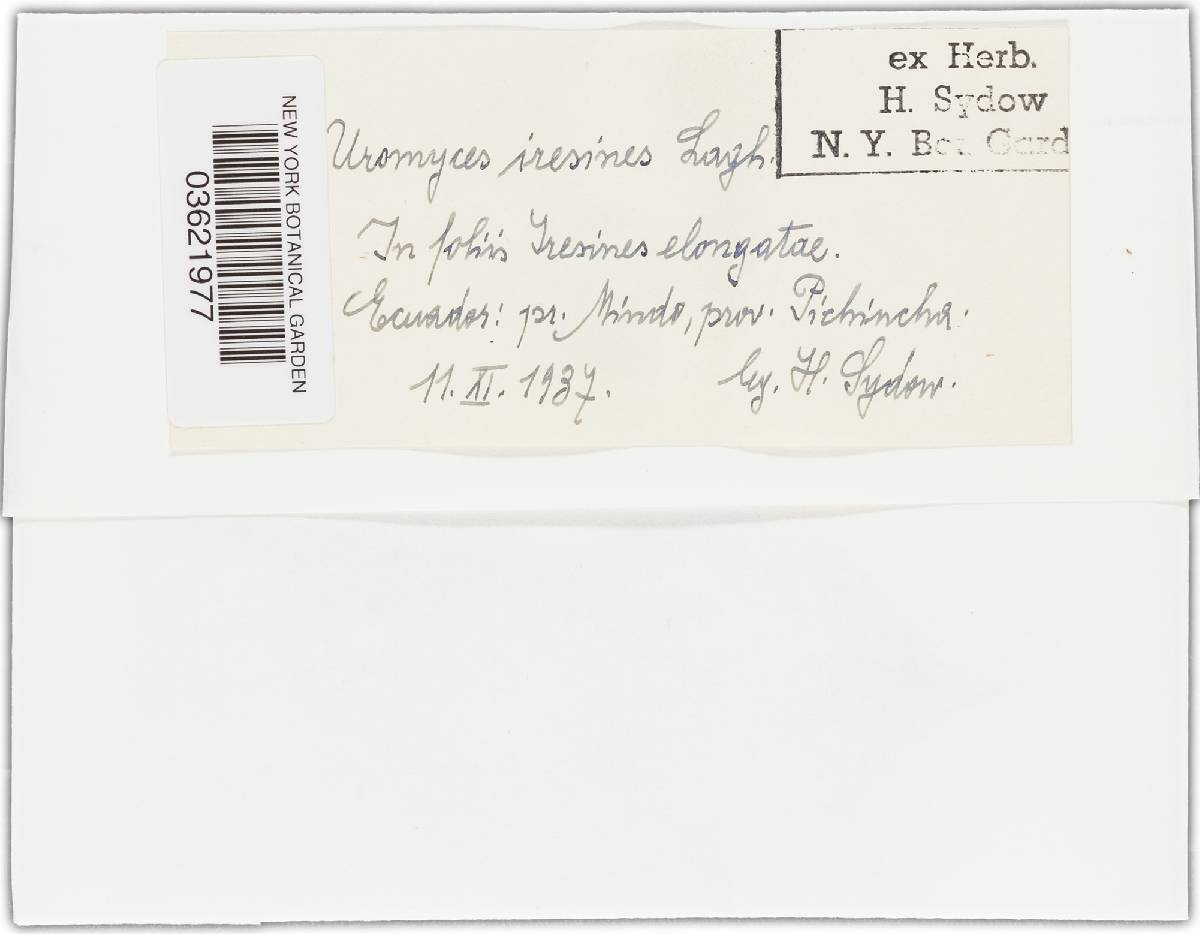 ex Herb.
H. Sydow
N. Y. Bot Gard
NEW YORK BOTANICAL GARDEN
03621977
Uromyces iresines Lagh.
In foliis Iresines elongatae.
Ecuador: pr. Mindo, prov. Pichincha.
11. XI. 1937. leg. H. Sydow.